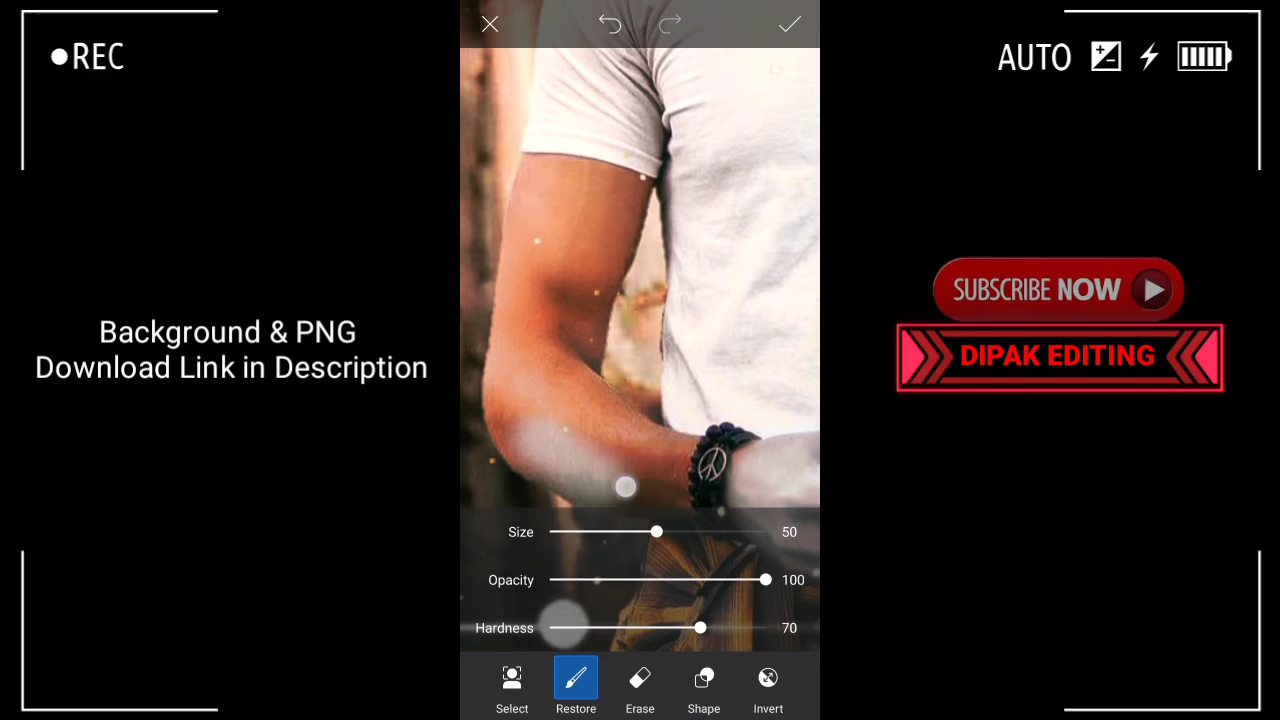 REC
AUTO
Background & PNG
Download Link in Description
SUBSCRIBE NOW
DIPAK EDITING
Size 50
Opacity 100
Hardness 70
Select Restore Erase Shape Invert